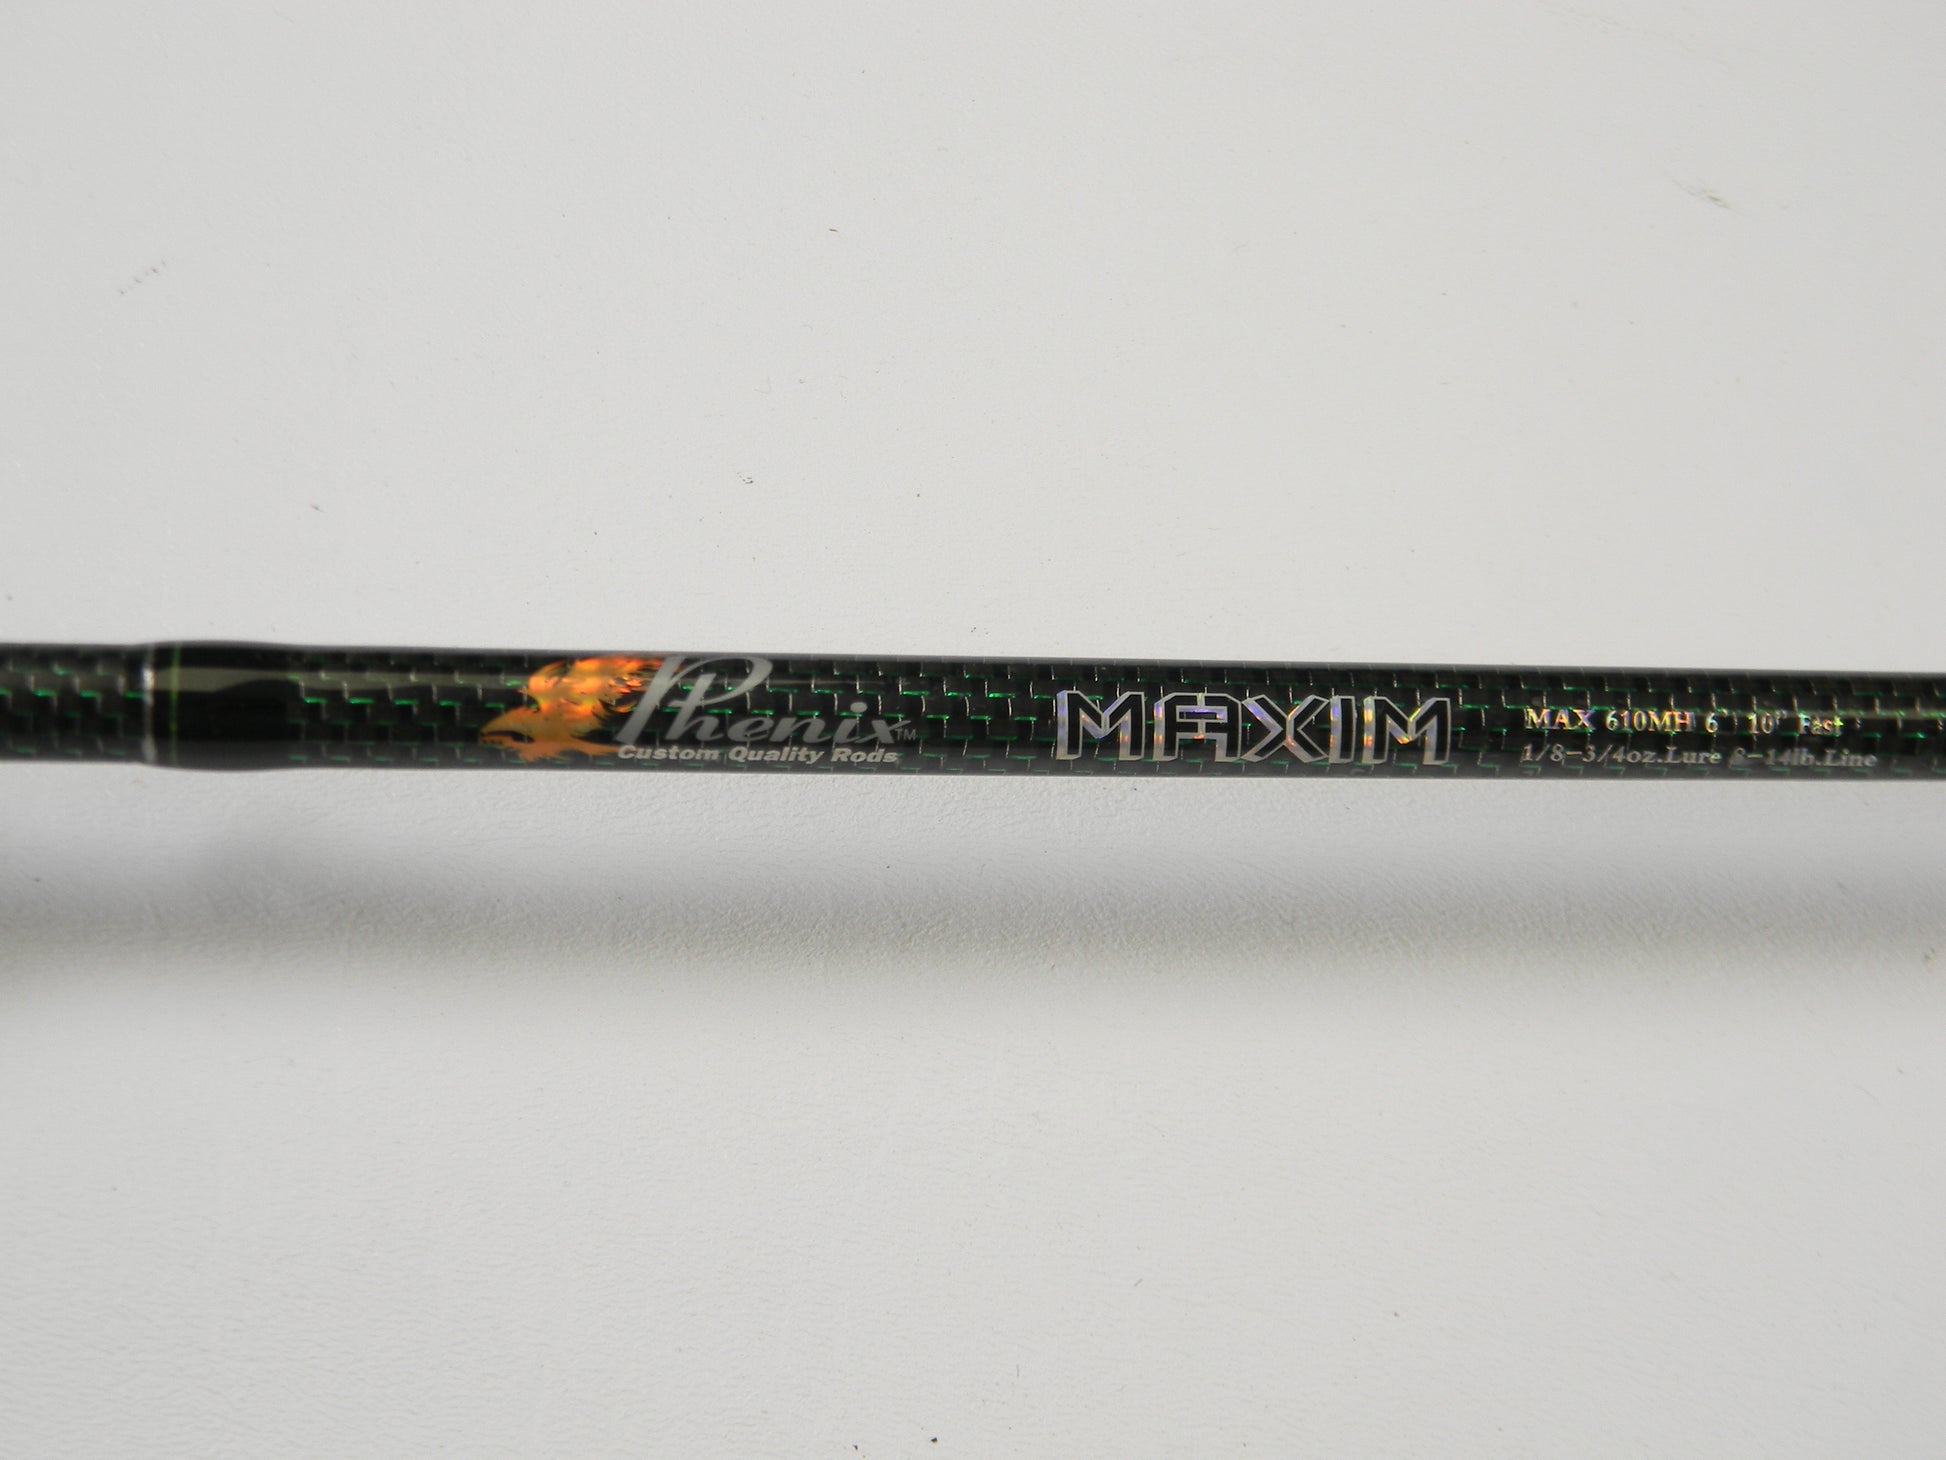 Phenix™
Custom Quality Rods
MAXIM
MAX 610MH 6' 10" Fast
1/8-3/4oz.Lure 8-14lb.Line